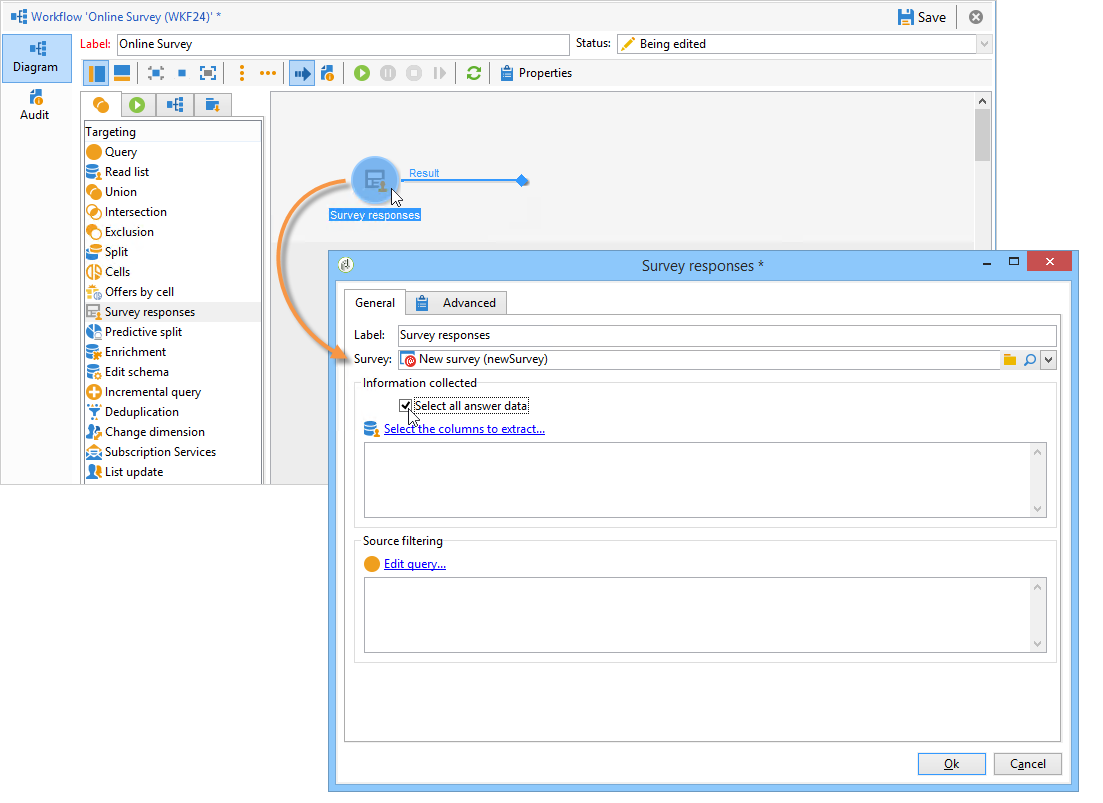 Workflow 'Online Survey (WKF24)' *
Save
Diagram
Audit
Label: Online Survey
Status: Being edited
Properties
Targeting
Query
Read list
Union
Intersection
Exclusion
Split
Cells
Offers by cell
Survey responses
Predictive split
Enrichment
Edit schema
Incremental query
Deduplication
Change dimension
Subscription Services
List update
Result
Survey responses
Survey responses *
General
Advanced
Label: Survey responses
Survey: New survey (newSurvey)
Information collected
Select all answer data
Select the columns to extract...
Source filtering
Edit query...
Ok
Cancel